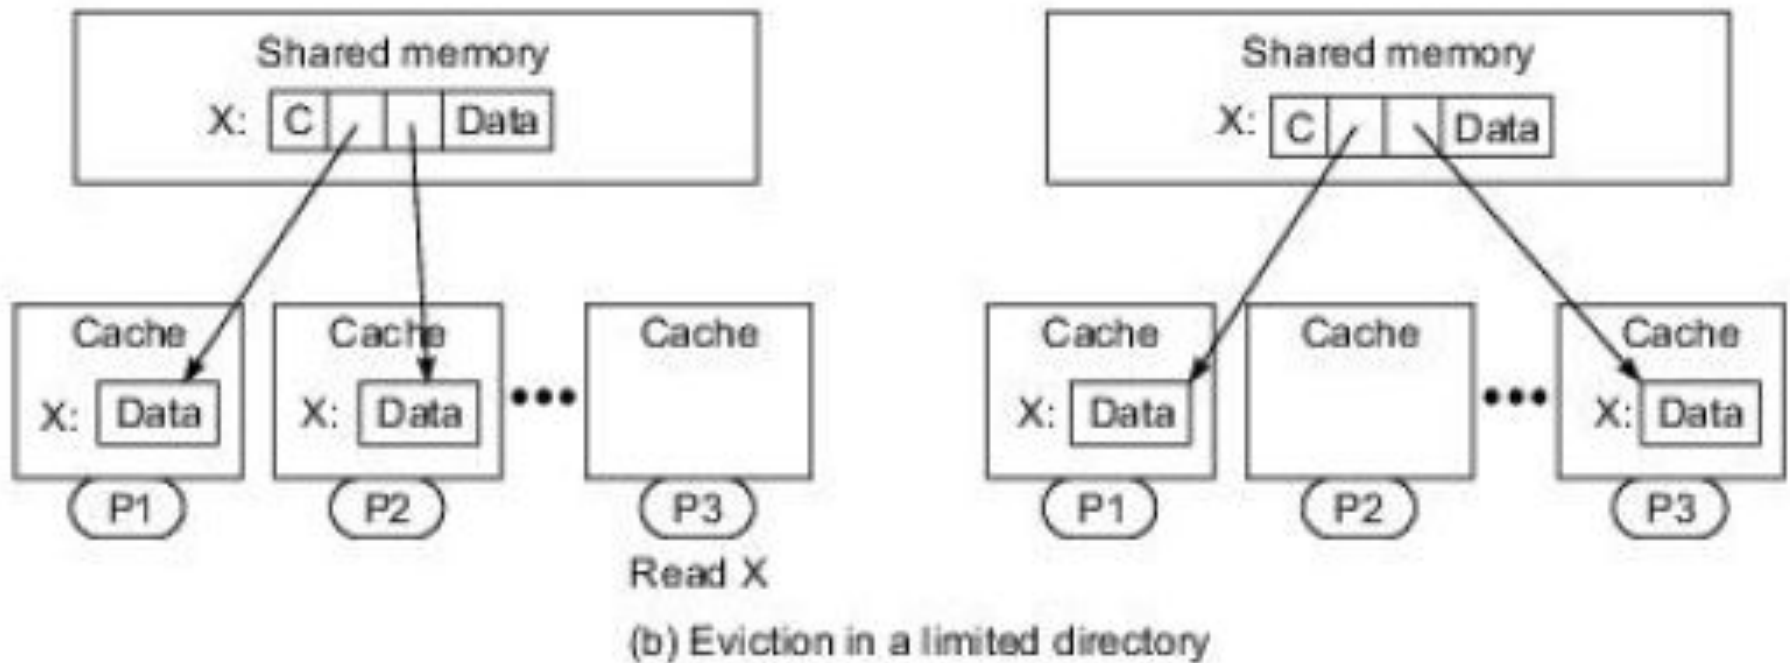 Shared memory
X: C Data
Cache
X: Data
P1
Cache
X: Data
P2
Cache
P3
Read X
Shared memory
X: C Data
Cache
X: Data
P1
Cache
P2
Cache
X: Data
P3
(b) Eviction in a limited directory